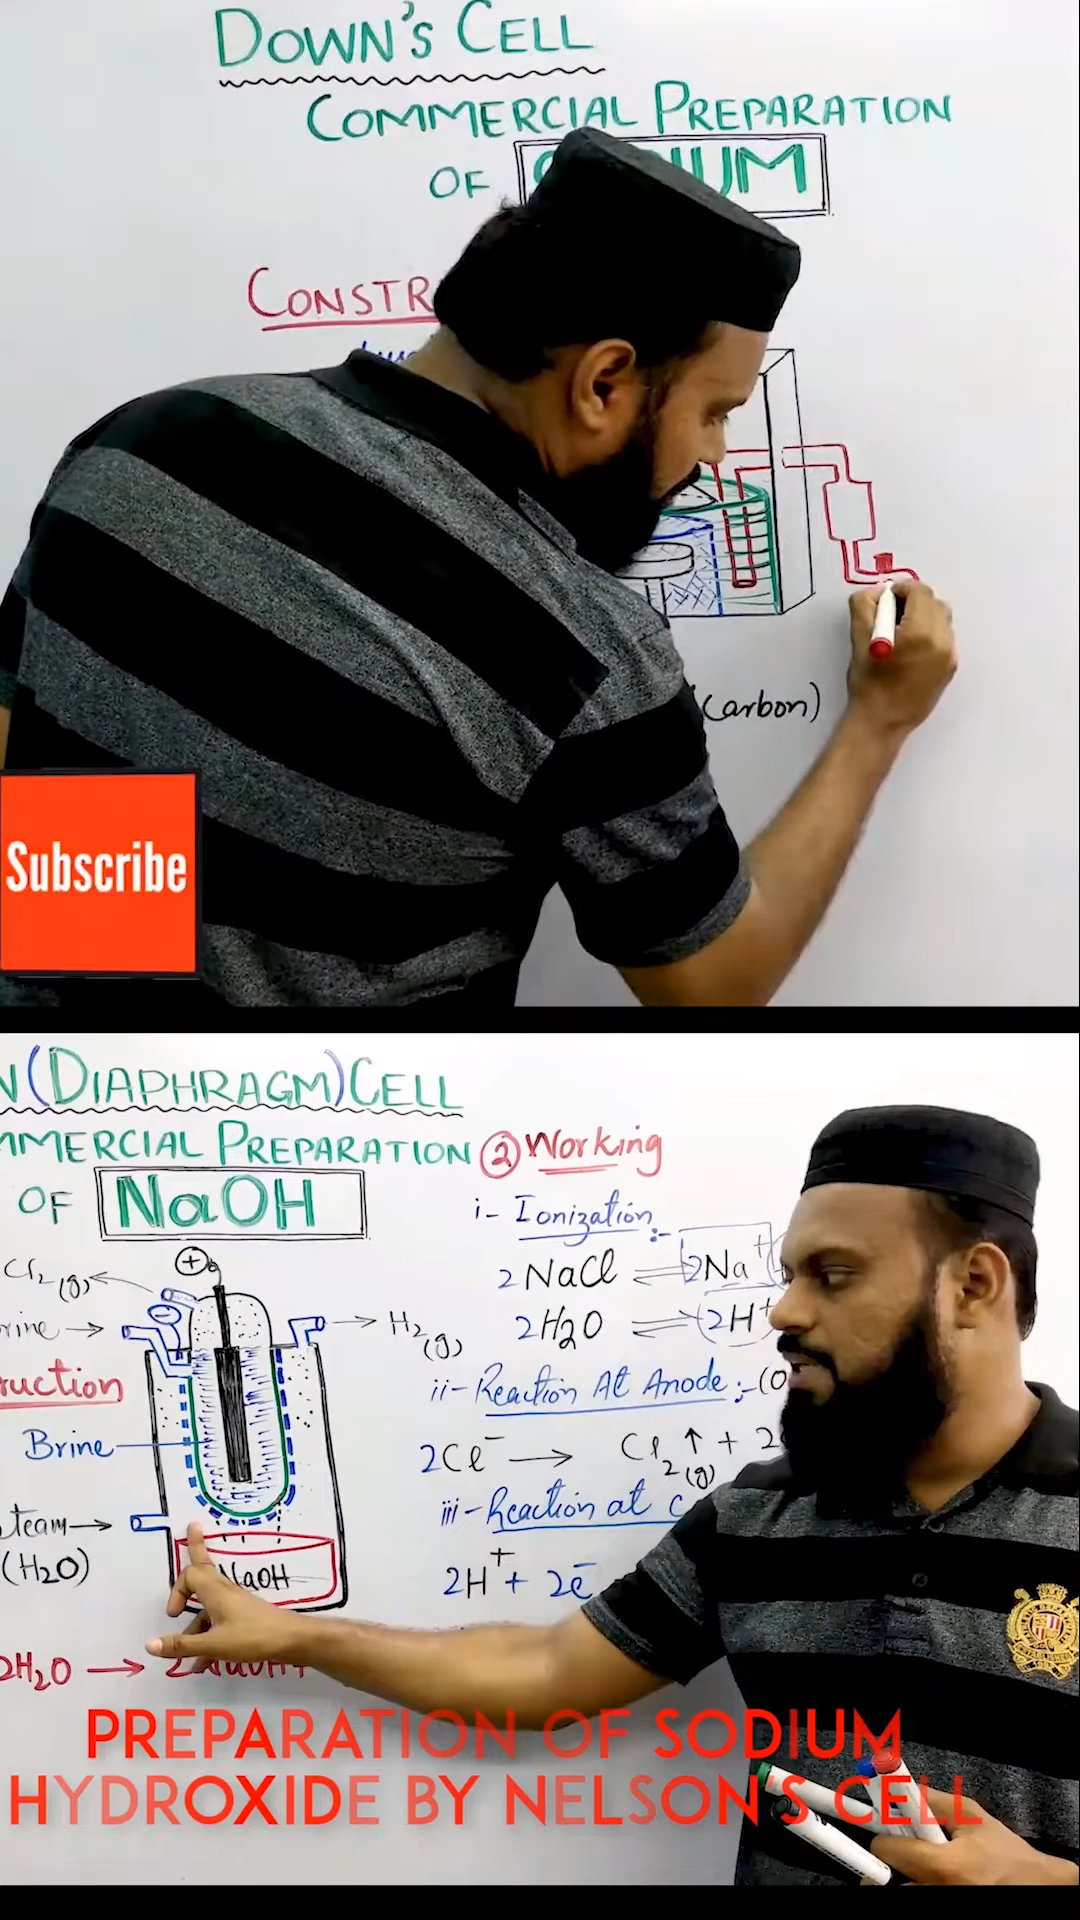 DOWN'S CELL
COMMERCIAL PREPARATION
OF
CONSTR
(Carbon)
Subscribe
N (DIAPHRAGM) CELL
MMERCIAL PREPARATION
OF NaOH
② Working
i- Ionization :-
2NaCl ⇌ 2Na+
2H2O ⇌ 2H+
ii- Reaction At Anode :- (O
2Cl- → Cl2(g) ↑ + 2
iii- Reaction at c
2H+ + 2e-
Cl2(g)
+
-
rine →
→ H2(g)
ruction
Brine
team →
(H2O)
NaOH
2H2O → 2NaOH +
PREPARATION OF SODIUM
HYDROXIDE BY NELSON'S CELL